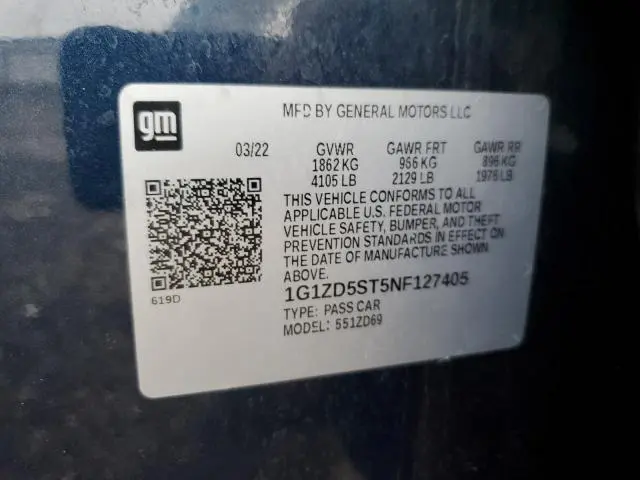 gm
MFD BY GENERAL MOTORS LLC
03/22 GVWR GAWR FRT GAWR RR
1862 KG 966 KG 896 KG
4105 LB 2129 LB 1976 LB
THIS VEHICLE CONFORMS TO ALL
APPLICABLE U.S. FEDERAL MOTOR
VEHICLE SAFETY, BUMPER, AND THEFT
PREVENTION STANDARDS IN EFFECT ON
THE DATE OF MANUFACTURE SHOWN
ABOVE.
619D
1G1ZD5ST5NF127405
TYPE: PASS CAR
MODEL: 551ZD69